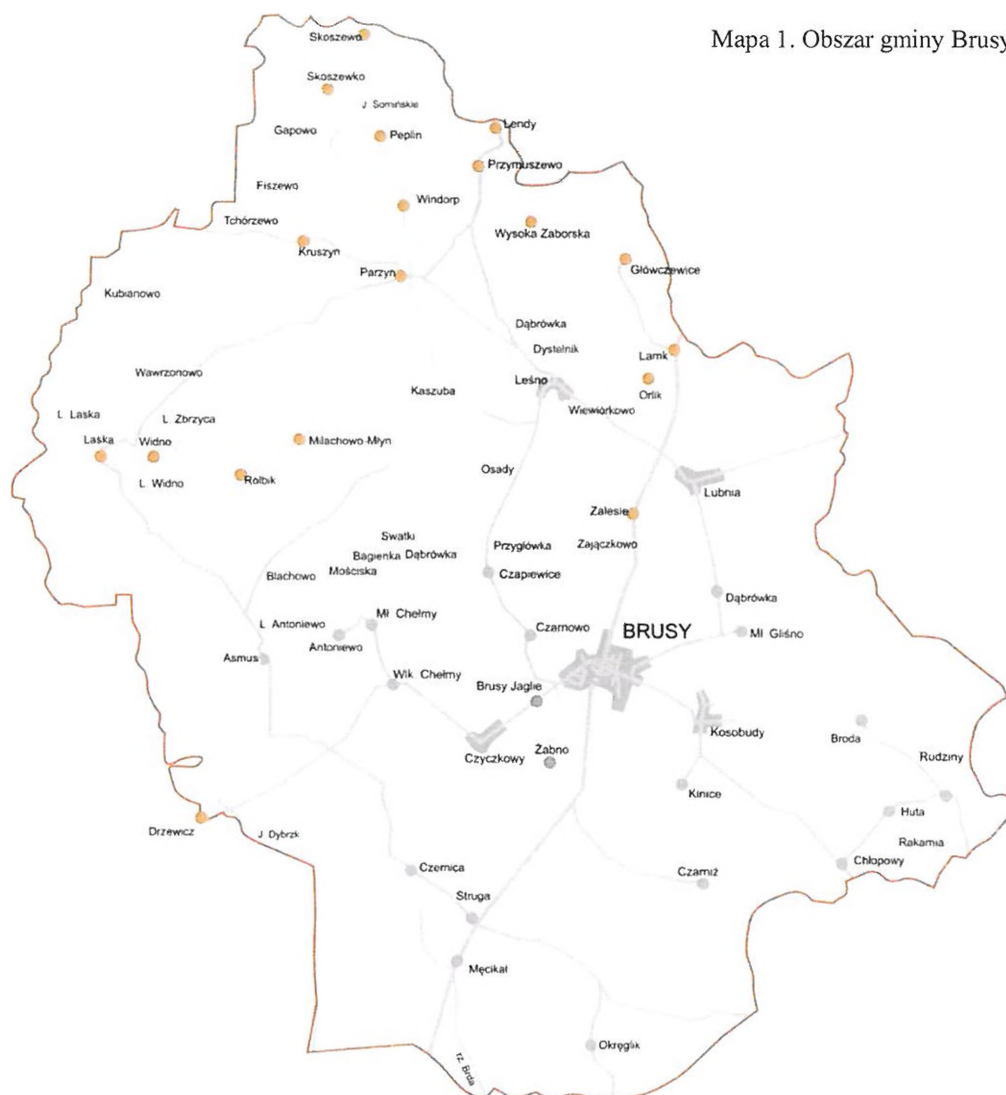 Mapa 1. Obszar gminy Brusy
Skoszewo
Skoszewko
J. Somińskie
Lendy
Gapowo
Peplin
Przymuszewo
Fiszewo
Windorp
Tchórzewo
Wysoka Zaborska
Kruszyn
Parzyn
Główczewice
Kubianowo
Dąbrówka
Dystelnik
Lamk
Wawrzonowo
Leśno
Kaszuba
Orlik
L. Laska
L. Zbrzyca
Wiewiórkowo
Laska
Widno
Milachowo-Młyn
L. Widno
Rolbik
Osady
Lubnia
Zalesie
Swatki
Przyglówka
Zajączkowo
Bagienka
Dąbrówka
Mościska
Blachowo
Czapiewice
Dąbrówka
L. Antoniewo
Mł. Chełmy
Antoniewo
Czarnowo
BRUSY
Mł. Gliśno
Asmus
Wlk. Chełmy
Brusy Jaglie
Kosobudy
Broda
Czyczkowy
Żabno
Rudziny
Kinice
Huta
Drzewicz
J. Dybrzk
Rakamia
Chłopowy
Czernica
Czarniż
Struga
Męcikał
Okręglik
rz. Brda